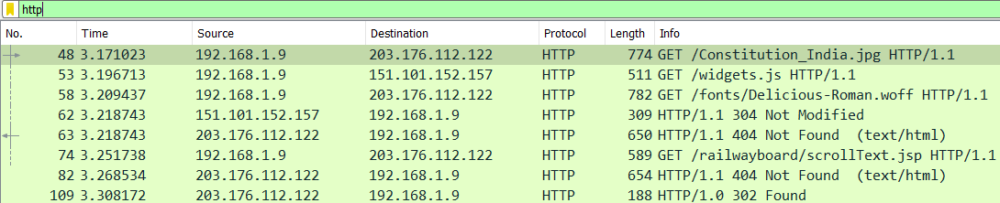 http
No. Time Source Destination Protocol Length Info
48 3.171023 192.168.1.9 203.176.112.122 HTTP 774 GET /Constitution_India.jpg HTTP/1.1
53 3.196713 192.168.1.9 151.101.152.157 HTTP 511 GET /widgets.js HTTP/1.1
58 3.209437 192.168.1.9 203.176.112.122 HTTP 782 GET /fonts/Delicious-Roman.woff HTTP/1.1
62 3.218743 151.101.152.157 192.168.1.9 HTTP 309 HTTP/1.1 304 Not Modified
63 3.218743 203.176.112.122 192.168.1.9 HTTP 650 HTTP/1.1 404 Not Found (text/html)
74 3.251738 192.168.1.9 203.176.112.122 HTTP 589 GET /railwayboard/scrollText.jsp HTTP/1.1
82 3.268534 203.176.112.122 192.168.1.9 HTTP 654 HTTP/1.1 404 Not Found (text/html)
109 3.308172 203.176.112.122 192.168.1.9 HTTP 188 HTTP/1.0 302 Found